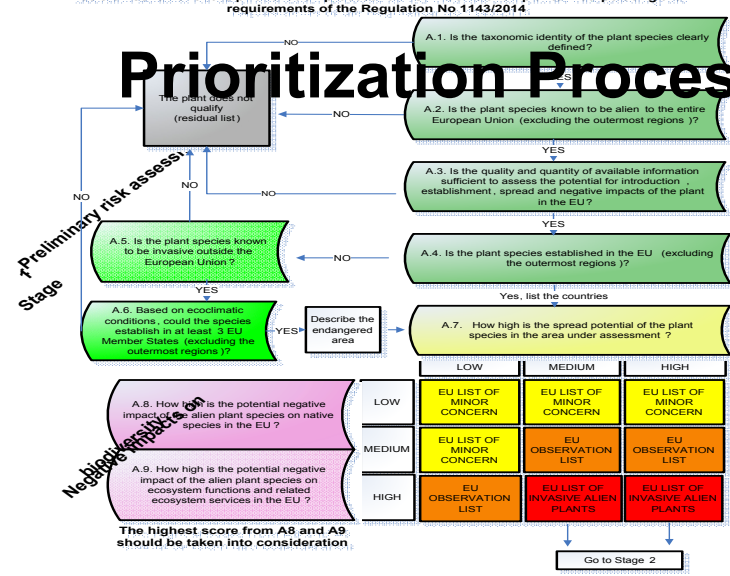 requirements of the Regulation No 1143/2014
Prioritization Proces
A.1. Is the taxonomic identity of the plant species clearly
defined?
NO
YES
The plant does not
qualify
(residual list)
A.2. Is the plant species known to be alien to the entire
European Union (excluding the outermost regions )?
NO
YES
A.3. Is the quality and quantity of available information
sufficient to assess the potential for introduction ,
establishment, spread and negative impacts of the plant
in the EU?
NO
YES
A.4. Is the plant species established in the EU (excluding
the outermost regions )?
NO
Yes, list the countries
A.5. Is the plant species known
to be invasive outside the
European Union?
NO
YES
A.6. Based on ecoclimatic
conditions, could the species
establish in at least 3 EU
Member States (excluding the
outermost regions )?
NO
YES
Describe the
endangered
area
A.7. How high is the spread potential of the plant
species in the area under assessment ?
Stage
Preliminary risk assess
LOW
MEDIUM
HIGH
A.8. How high is the potential negative
impact of the alien plant species on native
species in the EU ?
A.9. How high is the potential negative
impact of the alien plant species on
ecosystem functions and related
ecosystem services in the EU ?
Negative impacts on
biodiversity
LOW
EU LIST OF
MINOR
CONCERN
EU LIST OF
MINOR
CONCERN
EU LIST OF
MINOR
CONCERN
MEDIUM
EU LIST OF
MINOR
CONCERN
EU
OBSERVATION
LIST
EU
OBSERVATION
LIST
HIGH
EU
OBSERVATION
LIST
EU LIST OF
INVASIVE ALIEN
PLANTS
EU LIST OF
INVASIVE ALIEN
PLANTS
The highest score from A8 and A9
should be taken into consideration
Go to Stage 2